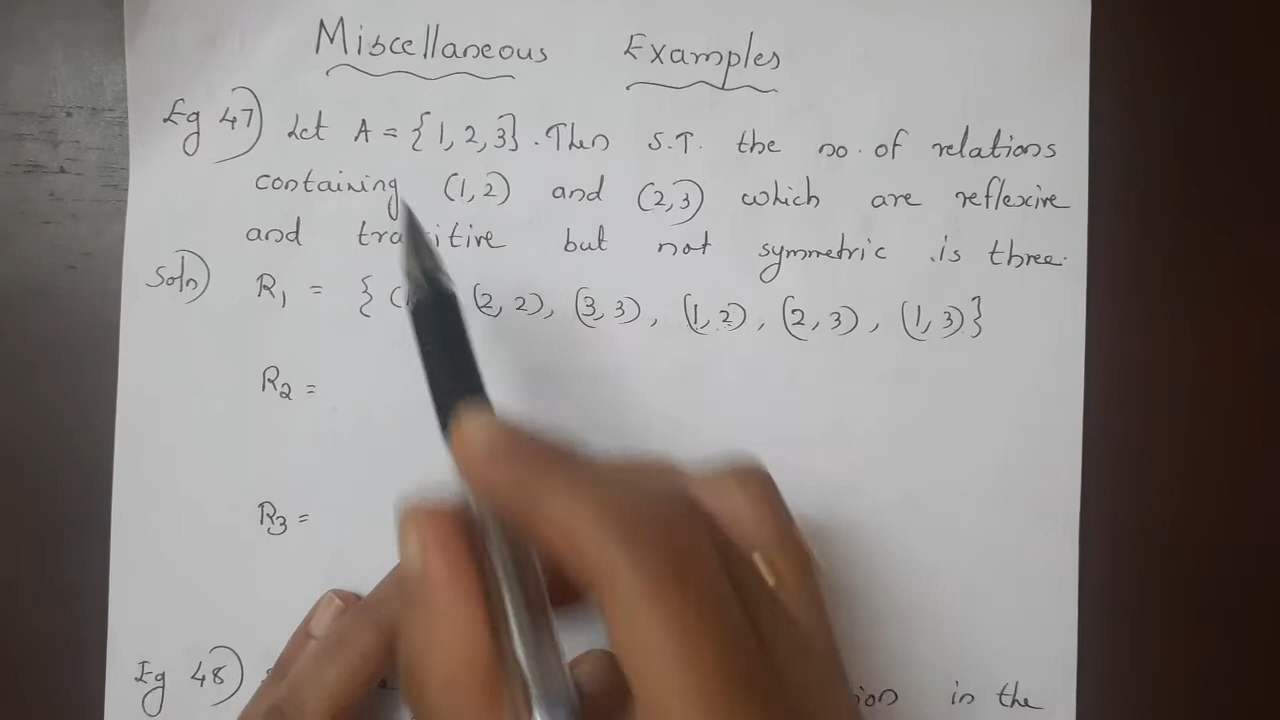 Miscellaneous Examples
Eg 47) Let A = {1, 2, 3}. Then S.T. the no. of relations
containing (1, 2) and (2, 3) which are reflexive
and but not symmetric is three.
Soln) R₁ = { (2, 2), (3, 3), (1, 2), (2, 3), (1, 3)}
R₂ =
R₃ =
Eg 48) in the